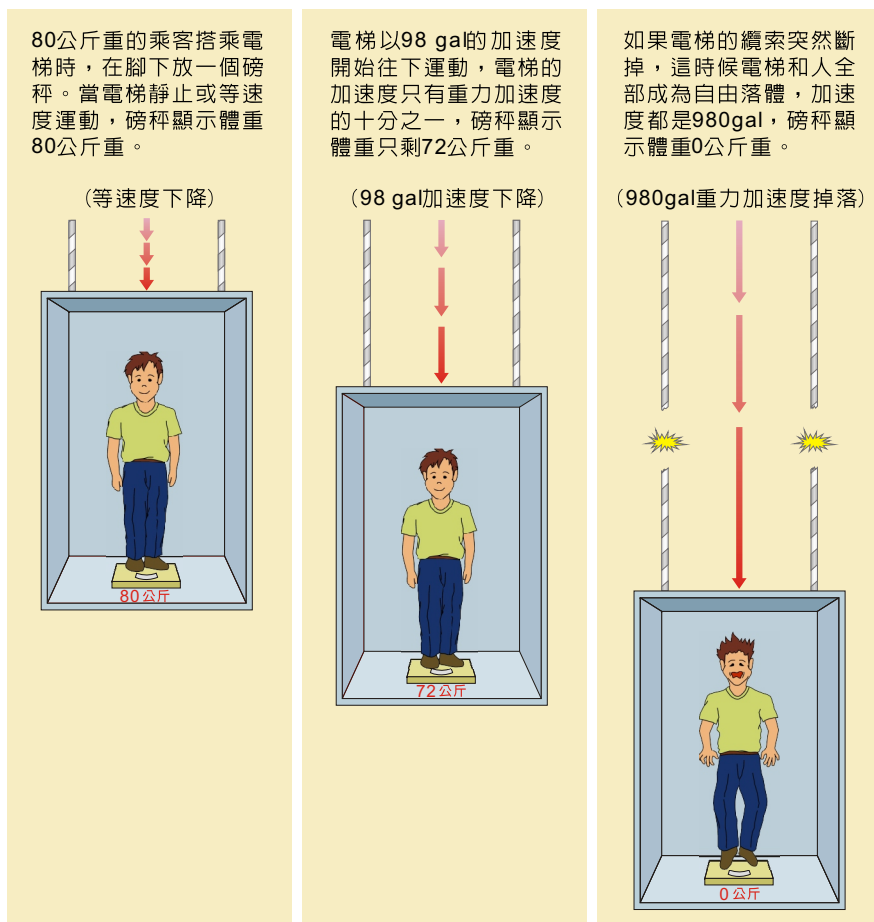 80公斤重的乘客搭乘電
梯時，在腳下放一個磅
秤。當電梯靜止或等速
度運動，磅秤顯示體重
80公斤重。
(等速度下降)
80公斤
電梯以98 gal的加速度
開始往下運動，電梯的
加速度只有重力加速度
的十分之一，磅秤顯示
體重只剩72公斤重。
(98 gal加速度下降)
72公斤
如果電梯的纜索突然斷
掉，這時候電梯和人全
部成為自由落體，加速
度都是980gal，磅秤顯
示體重0公斤重。
(980gal重力加速度掉落)
0公斤